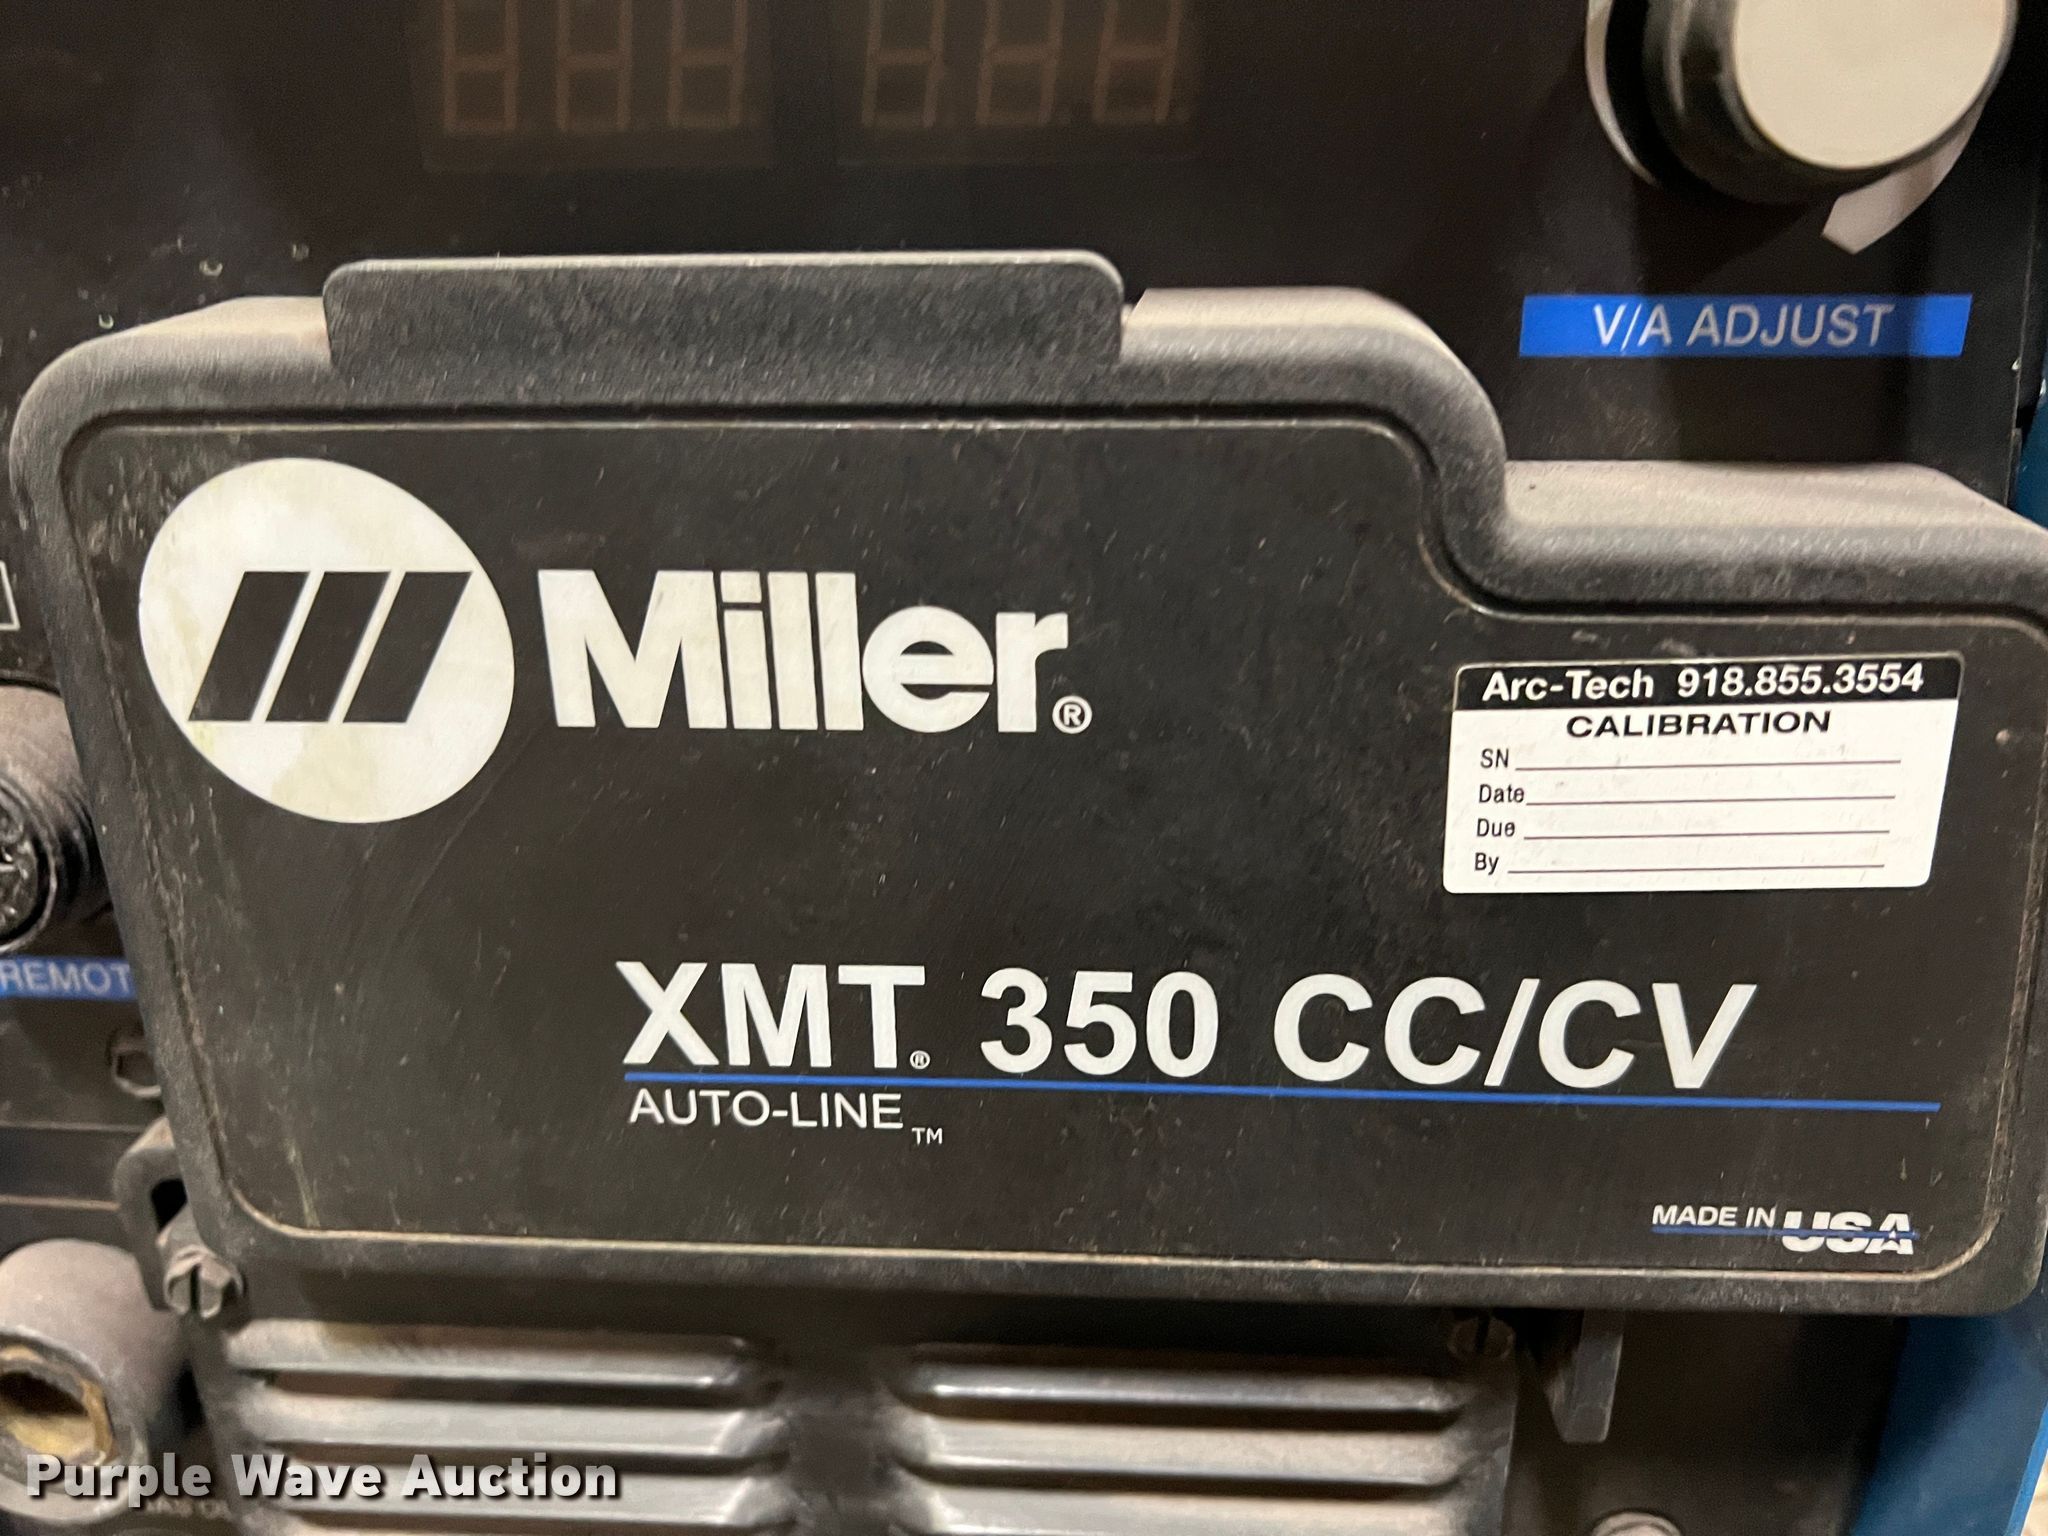 V/A ADJUST
Miller®
Arc-Tech 918.855.3554
CALIBRATION
SN
Date
Due
By
REMOT
XMT® 350 CC/CV
AUTO-LINE™
MADE IN USA
Purple Wave Auction